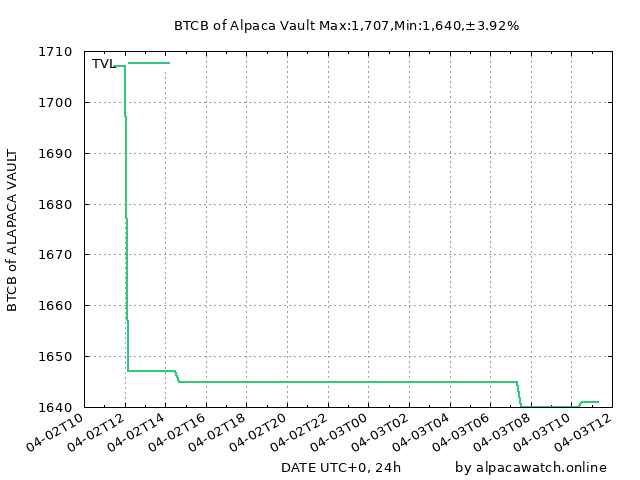 BTCB of Alpaca Vault Max:1,707,Min:1,640,±3.92%
TVL
BTCB of ALAPACA VAULT
1710
1700
1690
1680
1670
1660
1650
1640
04-02T10
04-02T12
04-02T14
04-02T16
04-02T18
04-02T20
04-02T22
04-03T00
04-03T02
04-03T04
04-03T06
04-03T08
04-03T10
04-03T12
DATE UTC+0, 24h
by alpacawatch.online